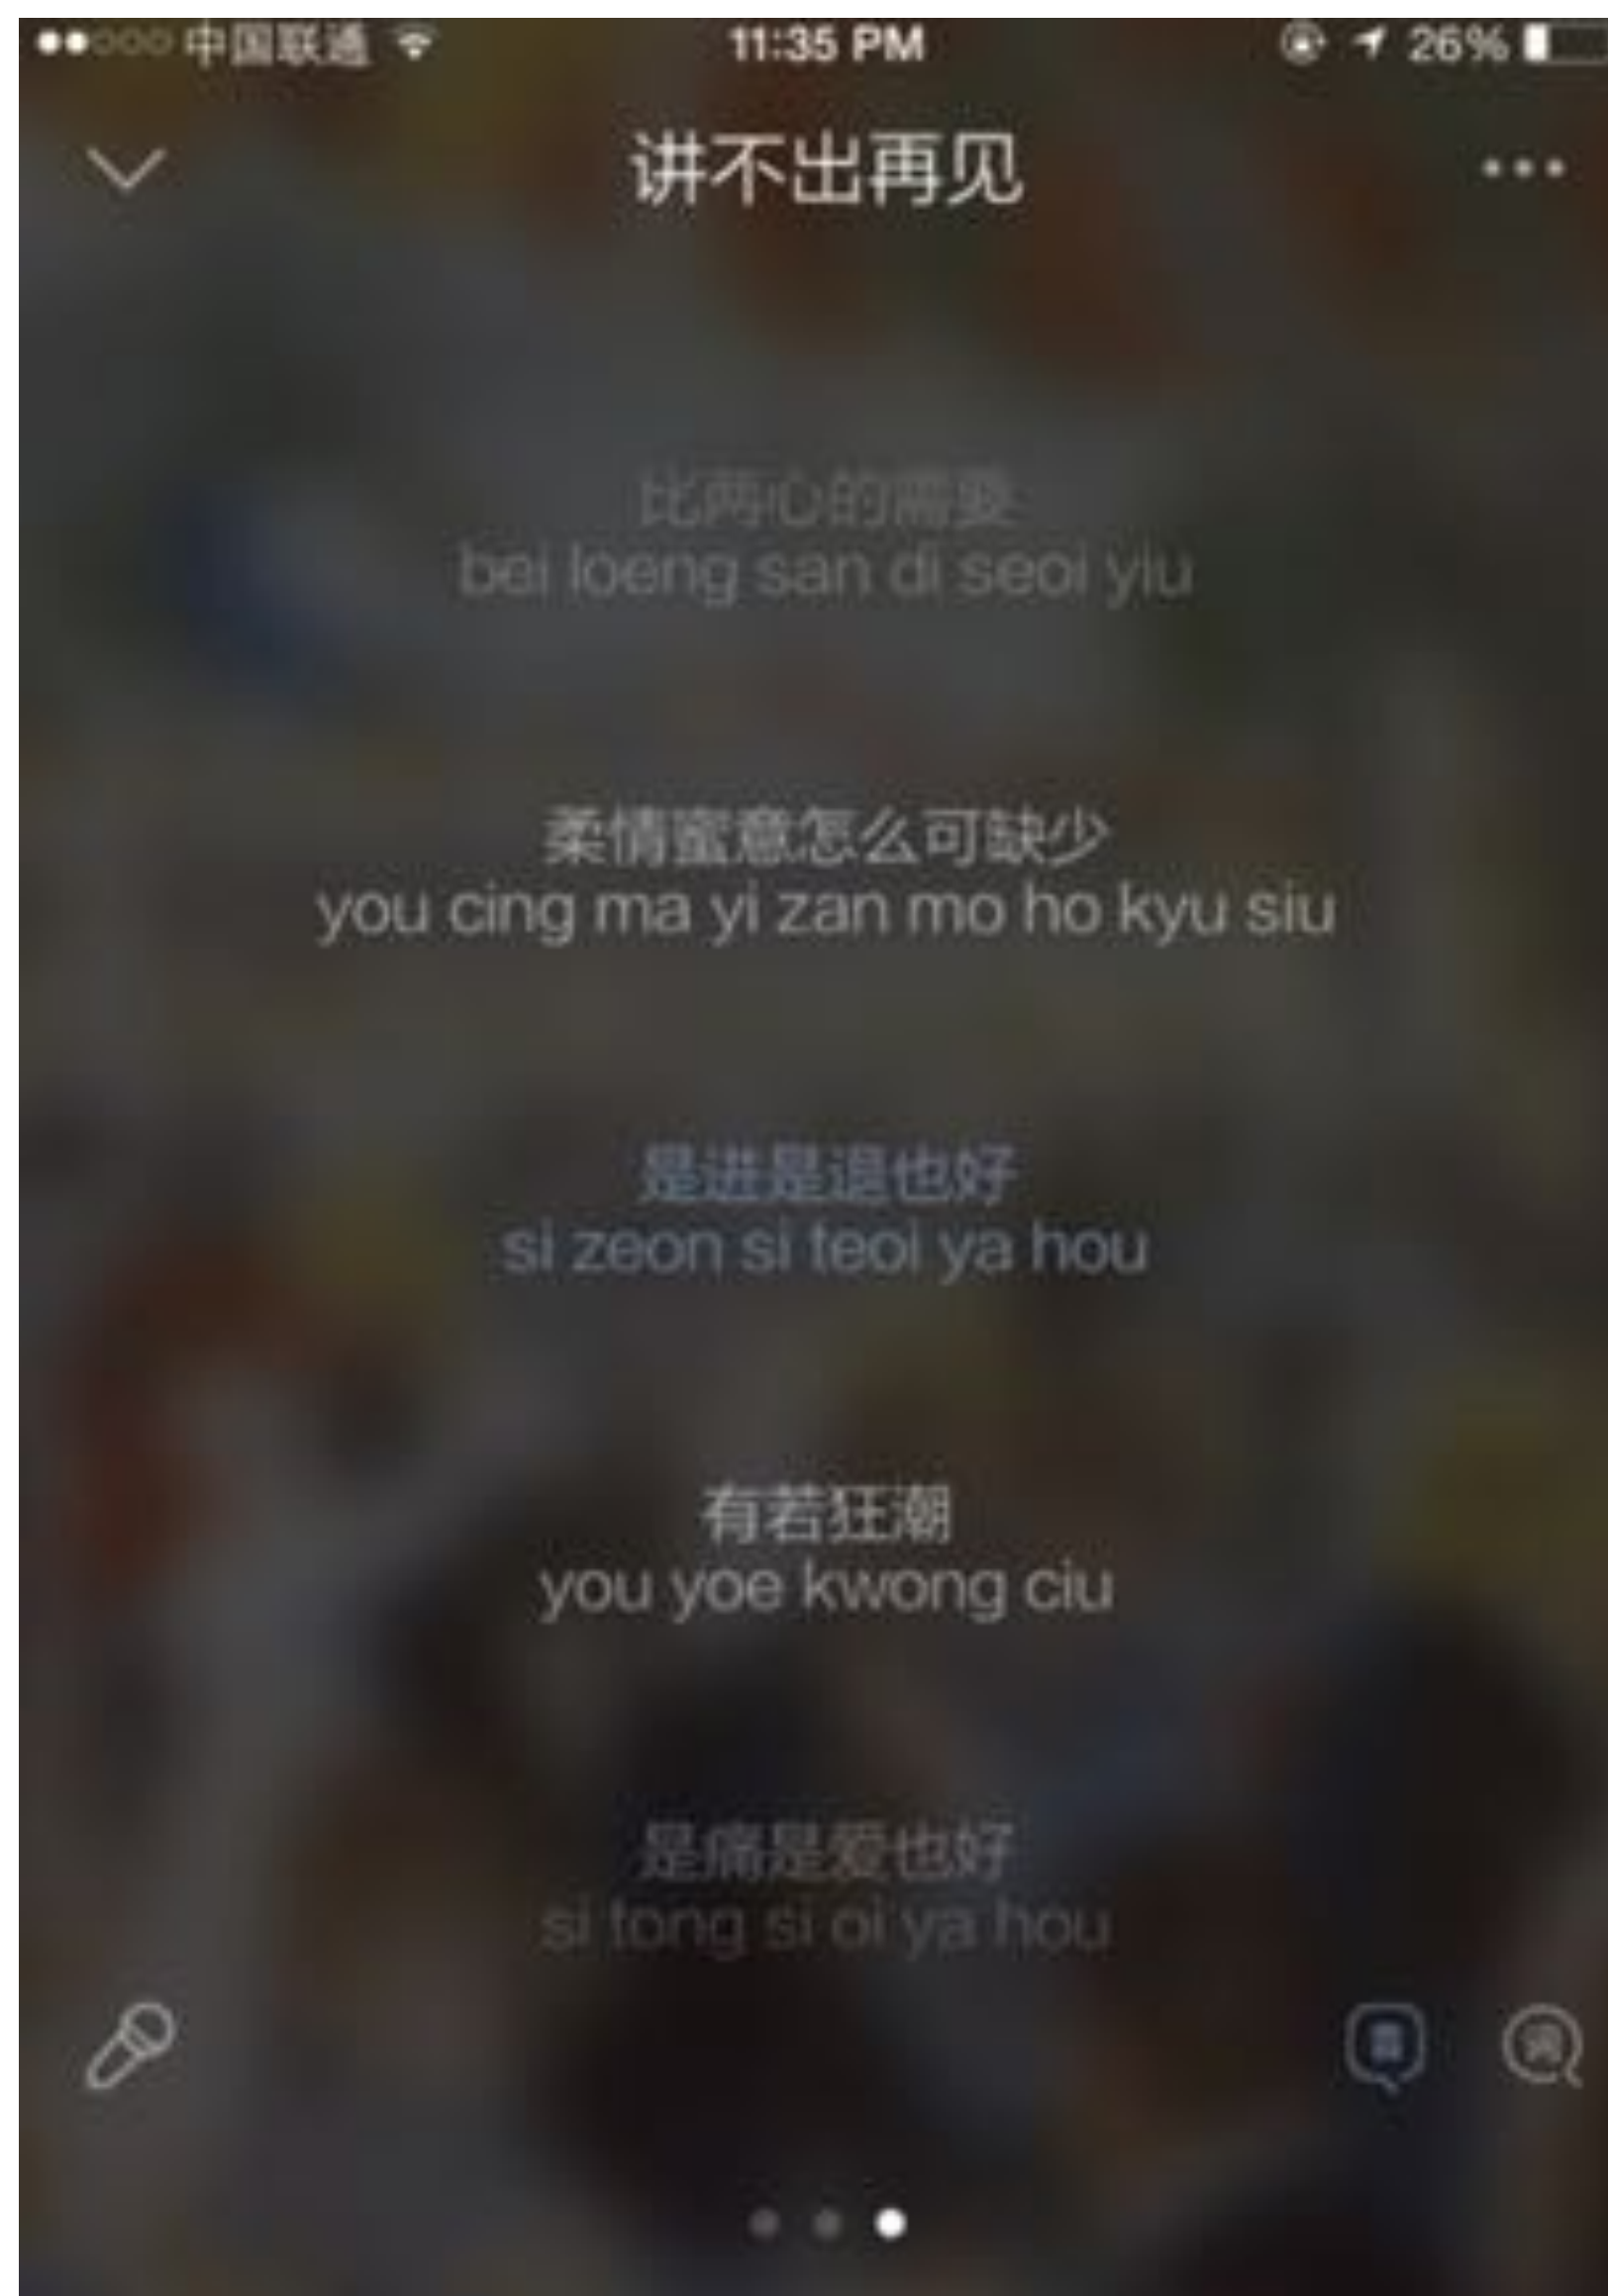 中国联通 11:35 PM 26%
讲不出再见
比两心的需要
bei loeng san di seoi yiu
柔情蜜意怎么可缺少
you cing ma yi zan mo ho kyu siu
是进是退也好
si zeon si teoi ya hou
有若狂潮
you yoe kwong ciu
是痛是爱也好
si tong si oi ya hou
词